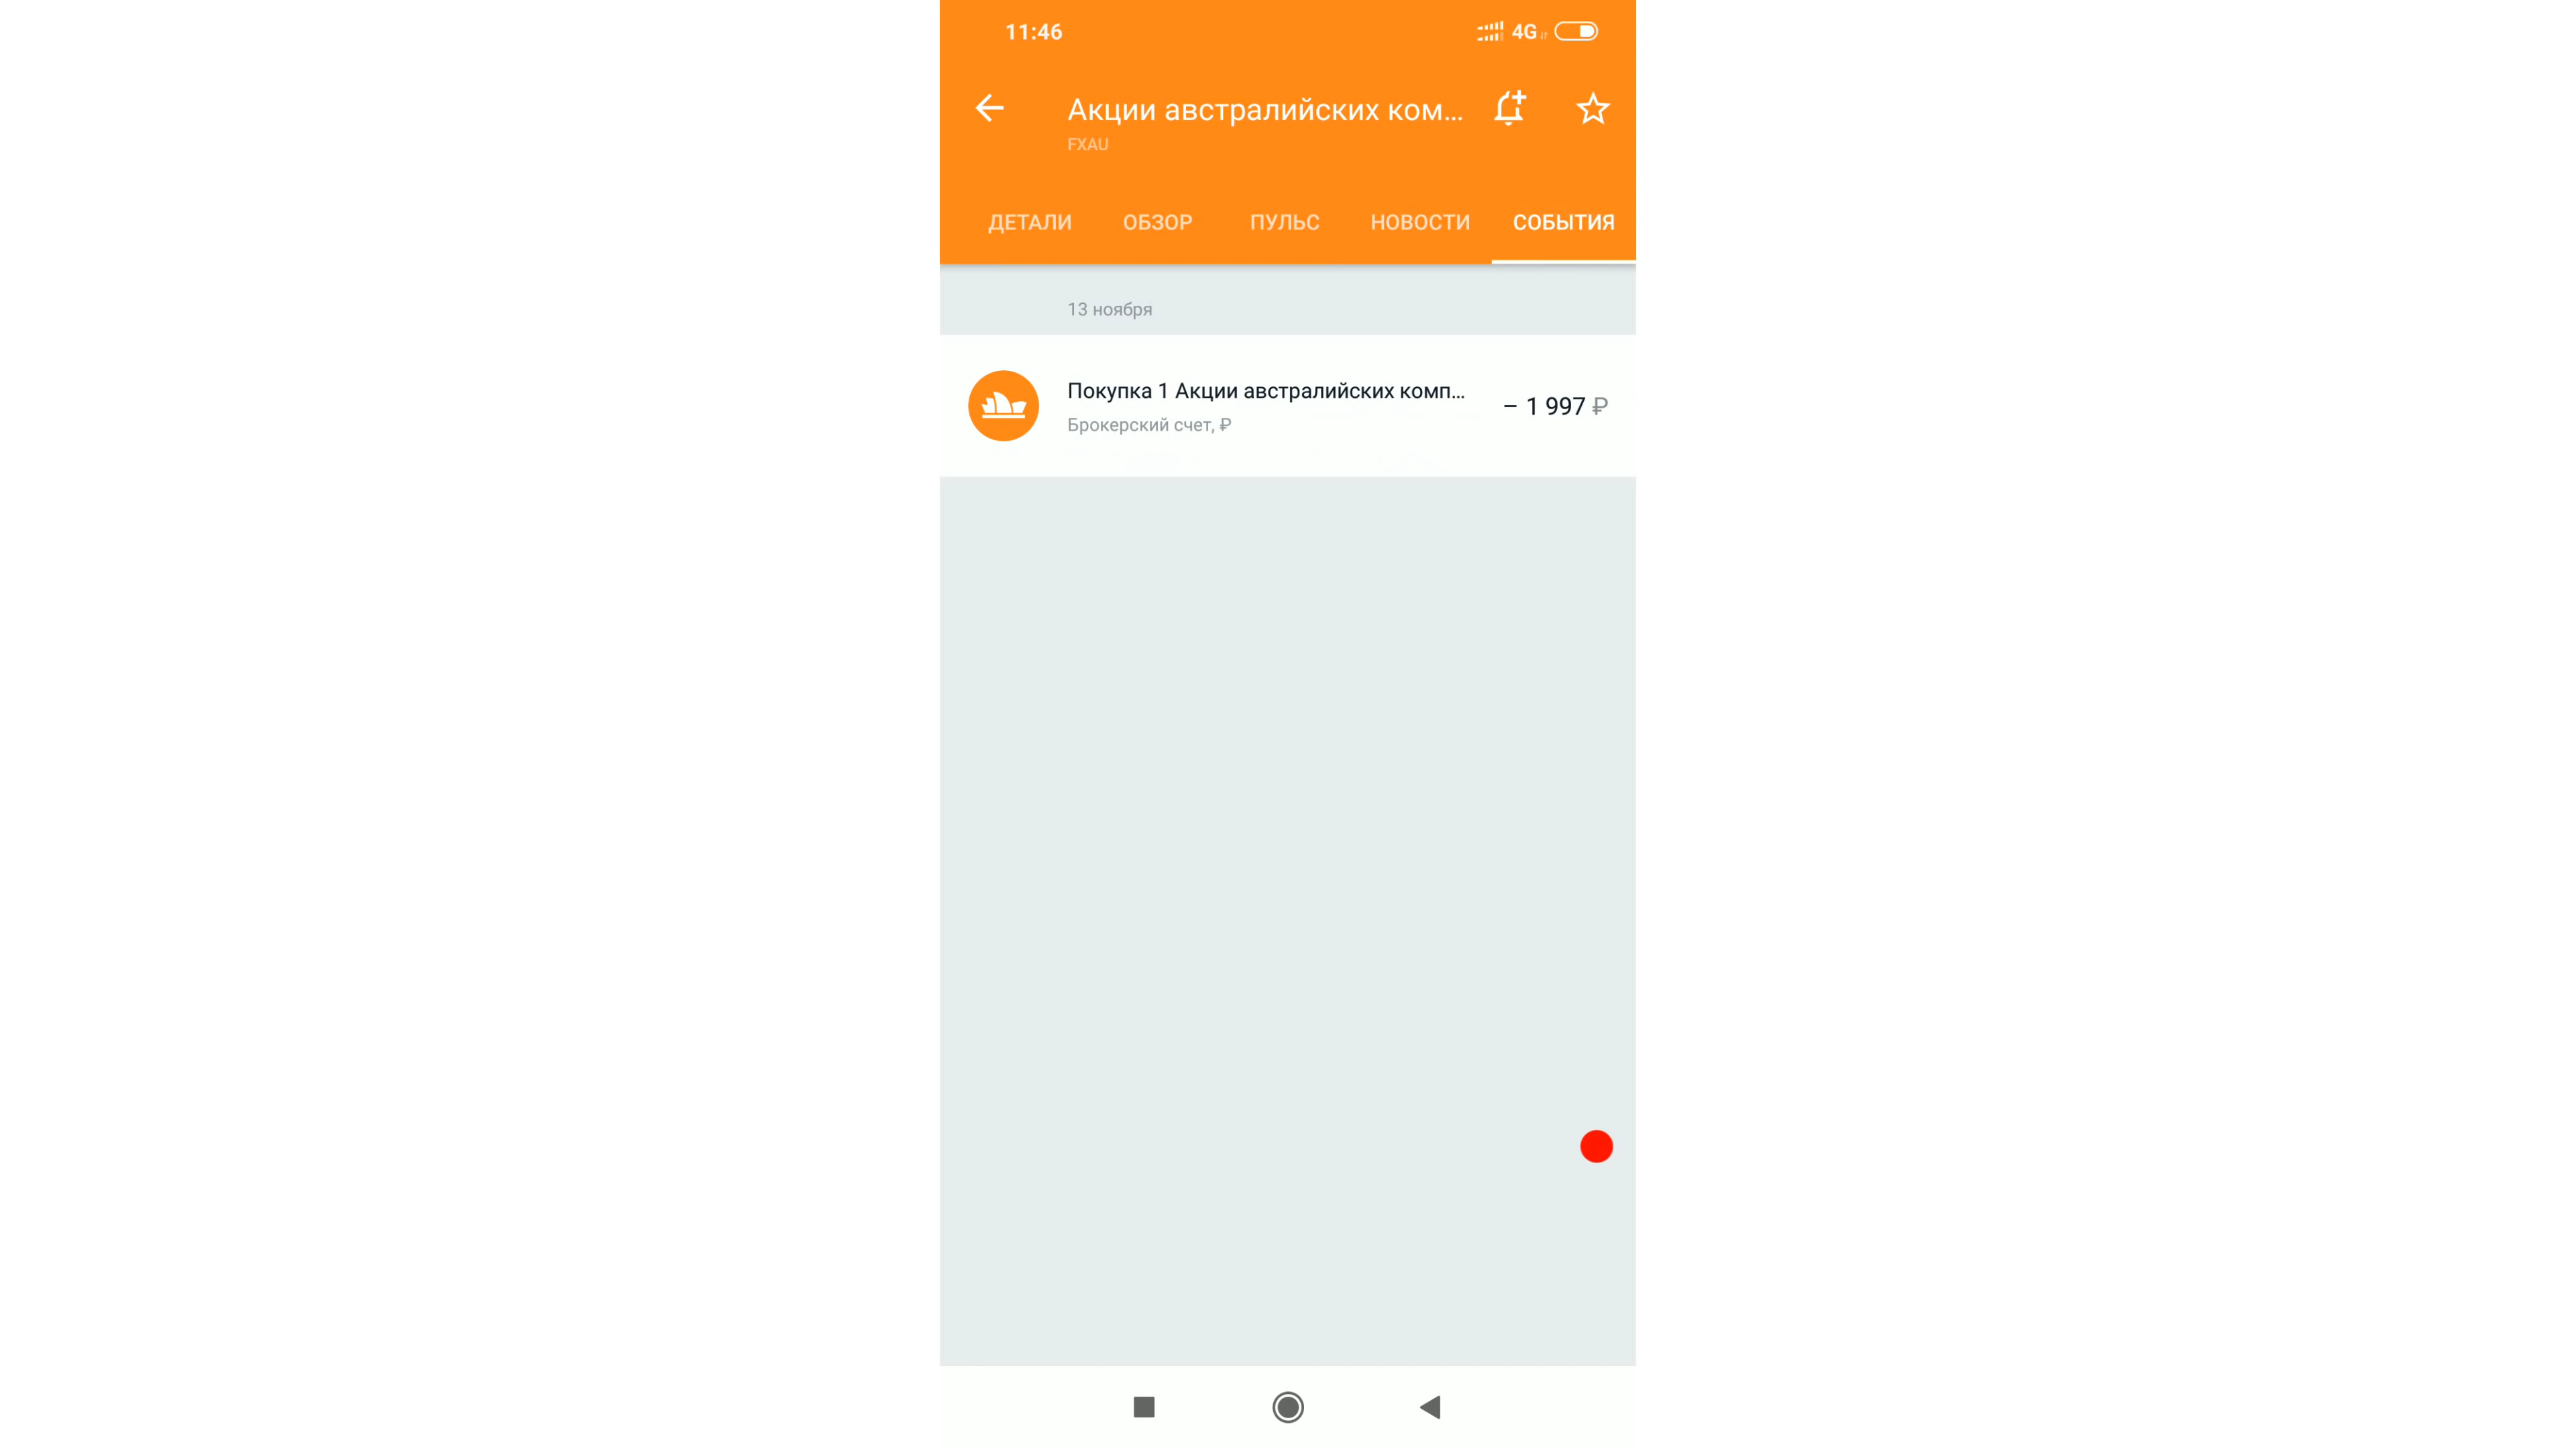 11:46
4G
Акции австралийских ком...
FXAU
ДЕТАЛИ ОБЗОР ПУЛЬС НОВОСТИ СОБЫТИЯ
13 ноября
Покупка 1 Акции австралийских комп...
– 1 997 ₽
Брокерский счет, ₽